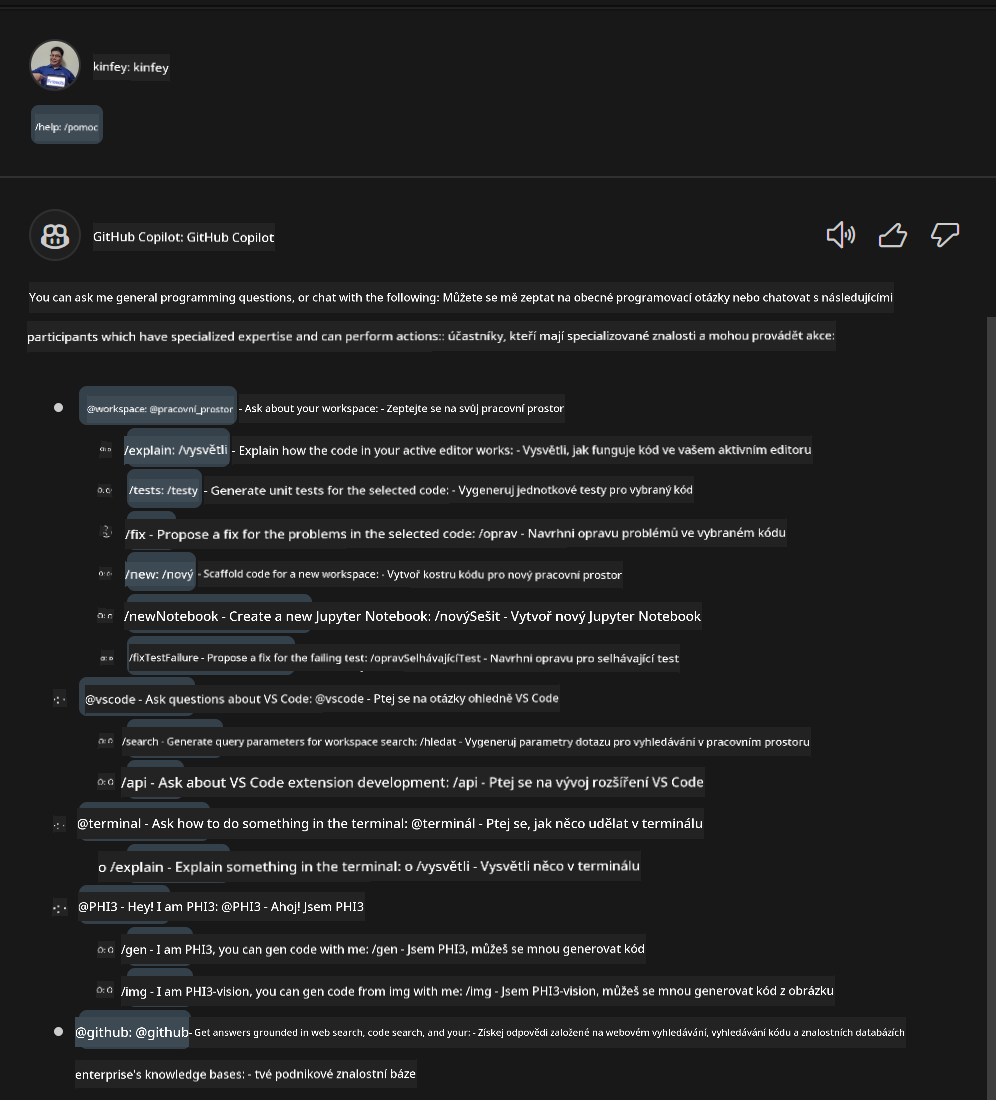 kinfey: kinfey
/help: /pomoc
GitHub Copilot: GitHub Copilot
You can ask me general programming questions, or chat with the following: Můžete se mě zeptat na obecné programovací otázky nebo chatovat s následujícími
participants which have specialized expertise and can perform actions:: účastníky, kteří mají specializované znalosti a mohou provádět akce:
@workspace: @pracovní_prostor - Ask about your workspace: - Zeptejte se na svůj pracovní prostor
/explain: /vysvětli - Explain how the code in your active editor works: - Vysvětli, jak funguje kód ve vašem aktivním editoru
/tests: /testy - Generate unit tests for the selected code: - Vygeneruj jednotkové testy pro vybraný kód
/fix - Propose a fix for the problems in the selected code: /oprav - Navrhni opravu problémů ve vybraném kódu
/new: /nový - Scaffold code for a new workspace: - Vytvoř kostru kódu pro nový pracovní prostor
/newNotebook - Create a new Jupyter Notebook: /novýSešit - Vytvoř nový Jupyter Notebook
/fixTestFailure - Propose a fix for the failing test: /opravSelhávajícíTest - Navrhni opravu pro selhávající test
@vscode - Ask questions about VS Code: @vscode - Ptej se na otázky ohledně VS Code
/search - Generate query parameters for workspace search: /hledat - Vygeneruj parametry dotazu pro vyhledávání v pracovním prostoru
/api - Ask about VS Code extension development: /api - Ptej se na vývoj rozšíření VS Code
@terminal - Ask how to do something in the terminal: @terminál - Ptej se, jak něco udělat v terminálu
o /explain - Explain something in the terminal: o /vysvětli - Vysvětli něco v terminálu
@PHI3 - Hey! I am PHI3: @PHI3 - Ahoj! Jsem PHI3
/gen - I am PHI3, you can gen code with me: /gen - Jsem PHI3, můžeš se mnou generovat kód
/img - I am PHI3-vision, you can gen code from img with me: /img - Jsem PHI3-vision, můžeš se mnou generovat kód z obrázku
@github: @github - Get answers grounded in web search, code search, and your: - Získej odpovědi založené na webovém vyhledávání, vyhledávání kódu a znalostních databázích
enterprise's knowledge bases: - tvé podnikové znalostní báze